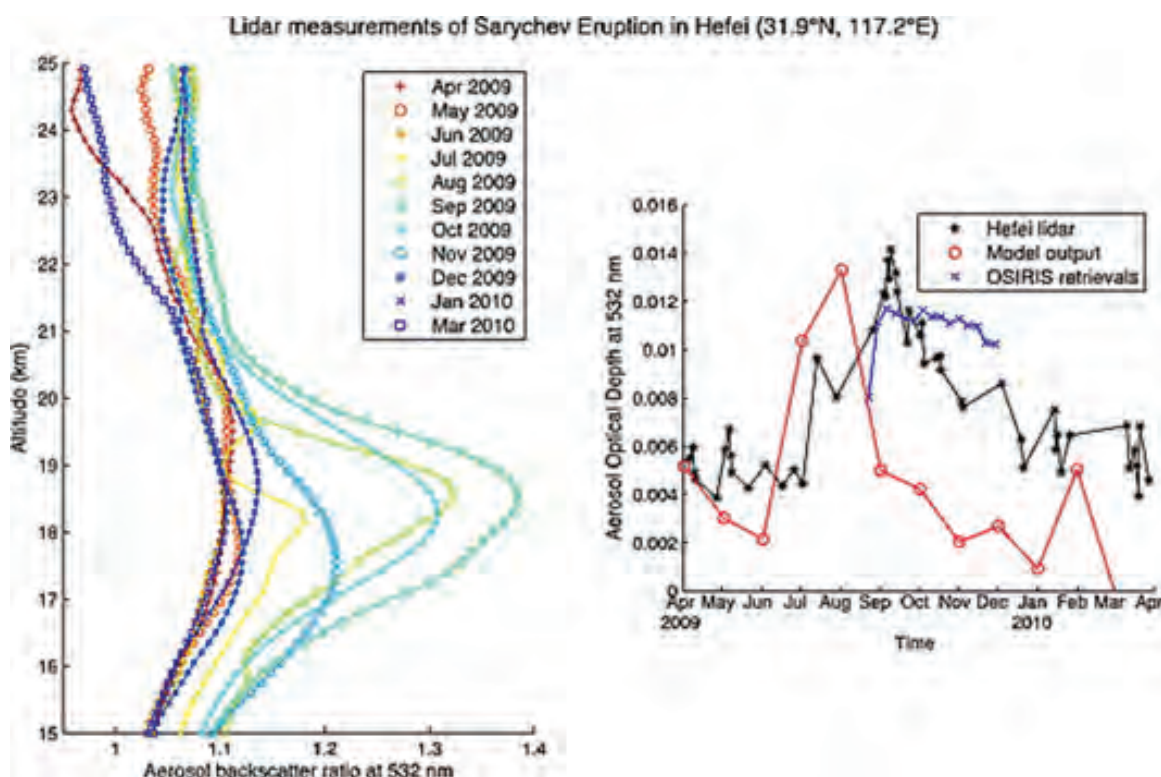 Lidar measurements of Sarychev Eruption in Hefei (31.9°N, 117.2°E)
25
24
23
22
21
20
19
18
17
16
15
Altitude (km)
1
1.1
1.2
1.3
1.4
Aerosol backscatter ratio at 532 nm
Apr 2009
May 2009
Jun 2009
Jul 2009
Aug 2009
Sep 2009
Oct 2009
Nov 2009
Dec 2009
Jan 2010
Mar 2010
0.016
0.014
0.012
0.01
0.008
0.006
0.004
0.002
0
Aerosol Optical Depth at 532 nm
Hefei lidar
Model output
OSIRIS retrievals
Apr May Jun Jul Aug Sep Oct Nov Dec Jan Feb Mar Apr
2009 2010
Time